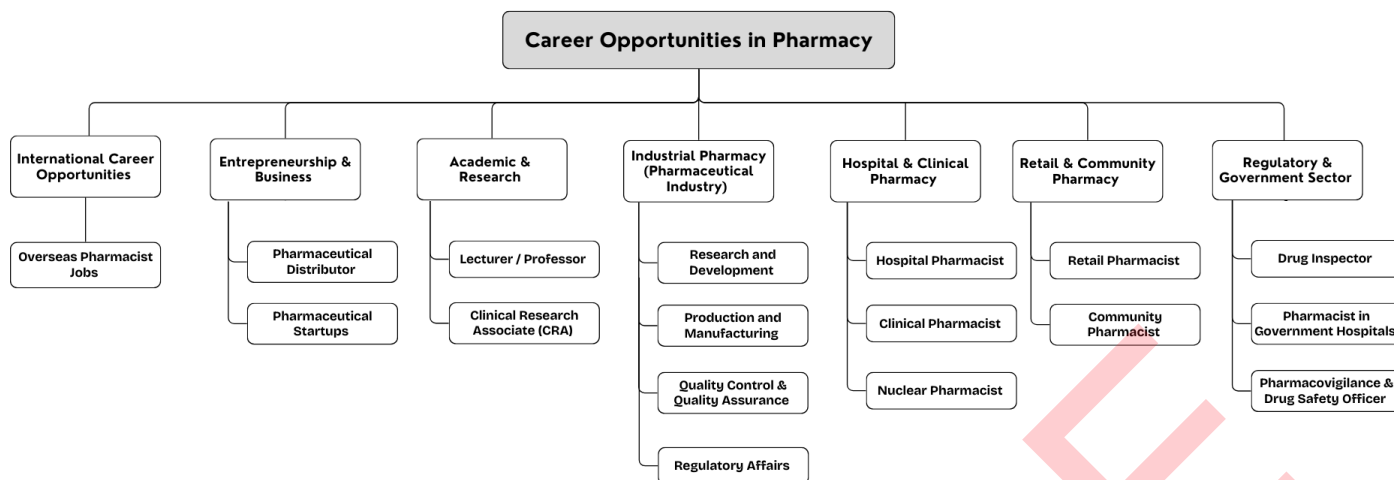 Career Opportunities in Pharmacy
International Career
Opportunities
Entrepreneurship &
Business
Academic &
Research
Industrial Pharmacy
(Pharmaceutical
Industry)
Hospital & Clinical
Pharmacy
Retail & Community
Pharmacy
Regulatory &
Government Sector
Overseas Pharmacist
Jobs
Pharmaceutical
Distributor
Pharmaceutical
Startups
Lecturer / Professor
Clinical Research
Associate (CRA)
Research and
Development
Production and
Manufacturing
Quality Control &
Quality Assurance
Regulatory Affairs
Hospital Pharmacist
Clinical Pharmacist
Nuclear Pharmacist
Retail Pharmacist
Community
Pharmacist
Drug Inspector
Pharmacist in
Government Hospitals
Pharmacovigilance &
Drug Safety Officer